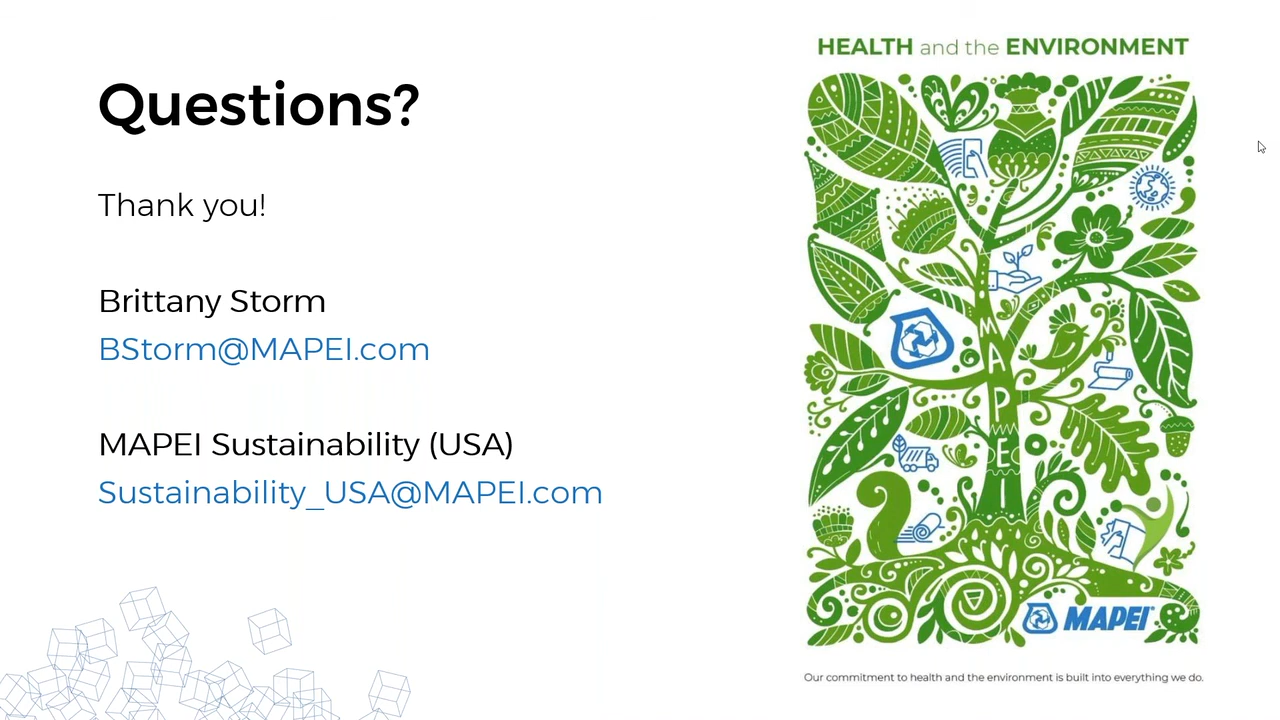 Questions?
Thank you!
Brittany Storm
BStorm@MAPEI.com
MAPEI Sustainability (USA)
Sustainability_USA@MAPEI.com
HEALTH and the ENVIRONMENT
MAPEI
MAPEI®
Our commitment to health and the environment is built into everything we do.